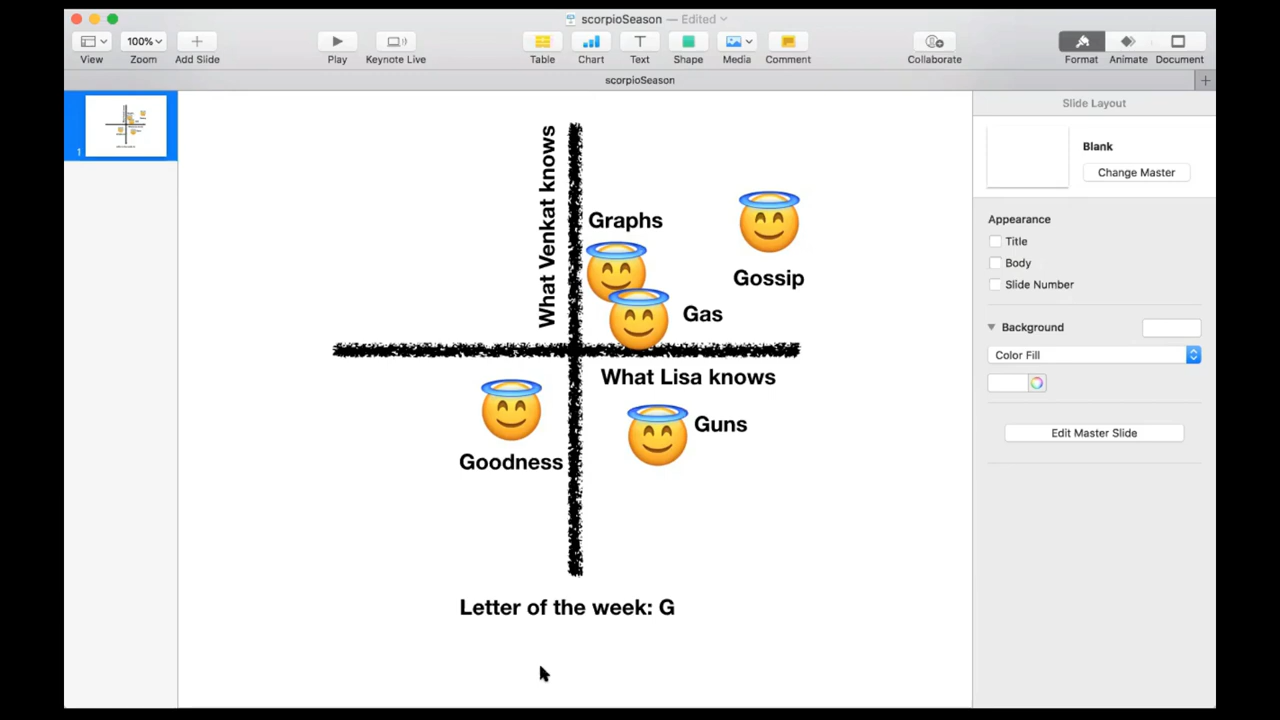 scorpioSeason — Edited
100%
View
Zoom
Add Slide
Play
Keynote Live
Table
Chart
Text
Shape
Media
Comment
Collaborate
Format
Animate
Document
scorpioSeason
1
What Venkat knows
Graphs
Gossip
Gas
What Lisa knows
Guns
Goodness
Letter of the week: G
Slide Layout
Blank
Change Master
Appearance
Title
Body
Slide Number
Background
Color Fill
Edit Master Slide